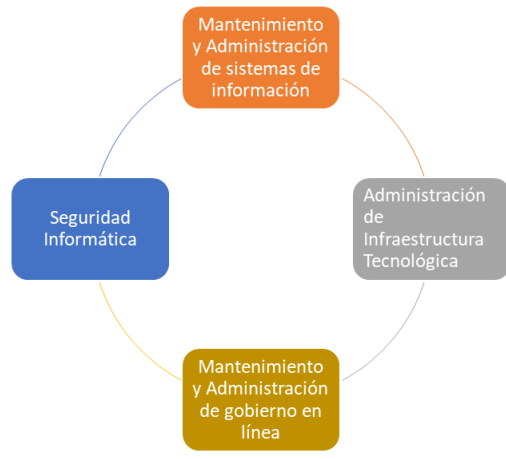 Mantenimiento
y Administración
de sistemas de
información
Seguridad
Informática
Administración
de
Infraestructura
Tecnológica
Mantenimiento
y Administración
de gobierno en
línea